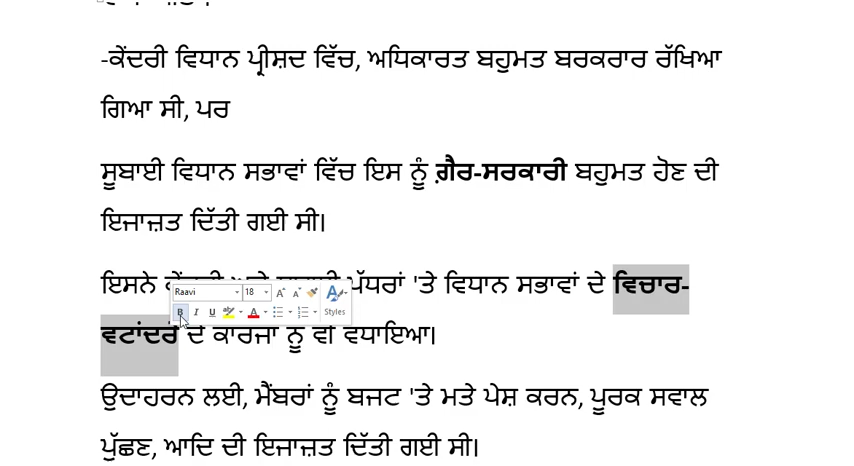 -ਕੇਂਦਰੀ ਵਿਧਾਨ ਪ੍ਰੀਸ਼ਦ ਵਿੱਚ, ਅਧਿਕਾਰਤ ਬਹੁਮਤ ਬਰਕਰਾਰ ਰੱਖਿਆ
ਗਿਆ ਸੀ, ਪਰ
ਸੂਬਾਈ ਵਿਧਾਨ ਸਭਾਵਾਂ ਵਿੱਚ ਇਸ ਨੂੰ ਗ਼ੈਰ-ਸਰਕਾਰੀ ਬਹੁਮਤ ਹੋਣ ਦੀ
ਇਜਾਜ਼ਤ ਦਿੱਤੀ ਗਈ ਸੀ।
ਇਸਨੇ ਪੱਧਰਾਂ 'ਤੇ ਵਿਧਾਨ ਸਭਾਵਾਂ ਦੇ ਵਿਚਾਰ-
Raavi 18
B I U ab A Styles
ਵਟਾਂਦਰੇ ਦੇ ਕਾਰਜਾਂ ਨੂੰ ਵੀ ਵਧਾਇਆ।
ਉਦਾਹਰਨ ਲਈ, ਮੈਂਬਰਾਂ ਨੂੰ ਬਜਟ 'ਤੇ ਮਤੇ ਪੇਸ਼ ਕਰਨ, ਪੂਰਕ ਸਵਾਲ
ਪੁੱਛਣ, ਆਦਿ ਦੀ ਇਜਾਜ਼ਤ ਦਿੱਤੀ ਗਈ ਸੀ।